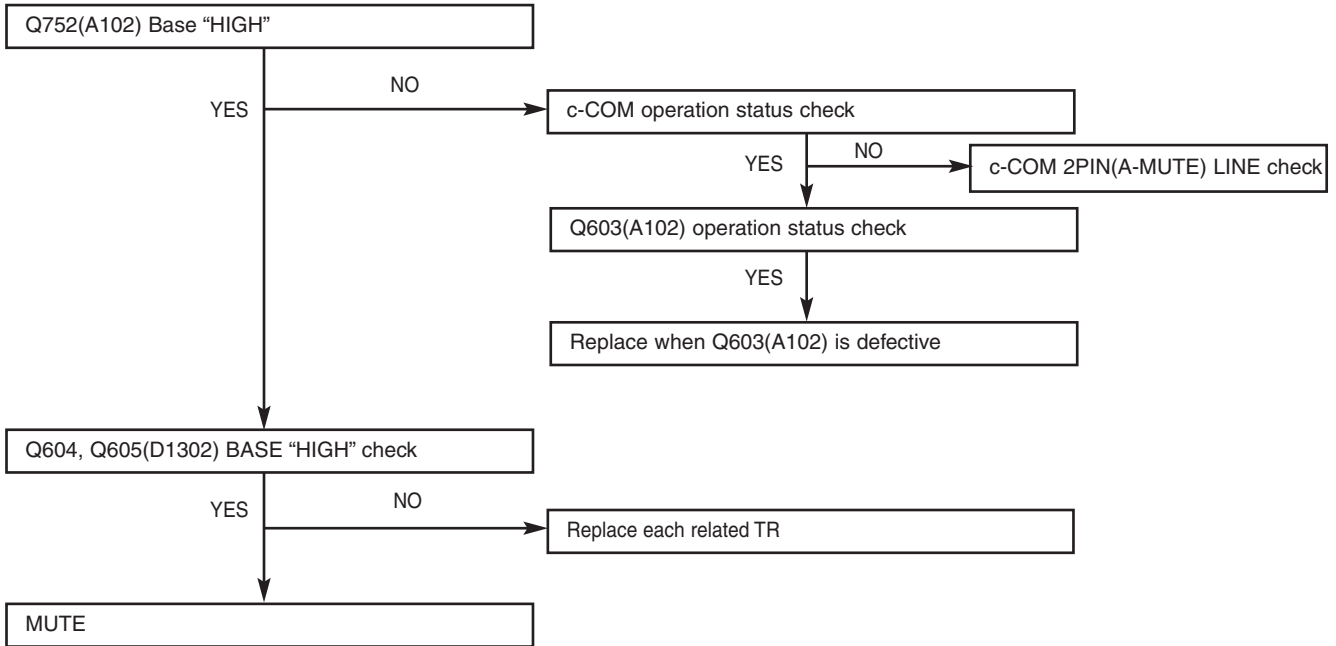 Q752(A102) Base “HIGH”
YES
NO
c-COM operation status check
YES
NO
c-COM 2PIN(A-MUTE) LINE check
Q603(A102) operation status check
YES
Replace when Q603(A102) is defective
Q604, Q605(D1302) BASE “HIGH” check
YES
NO
Replace each related TR
MUTE